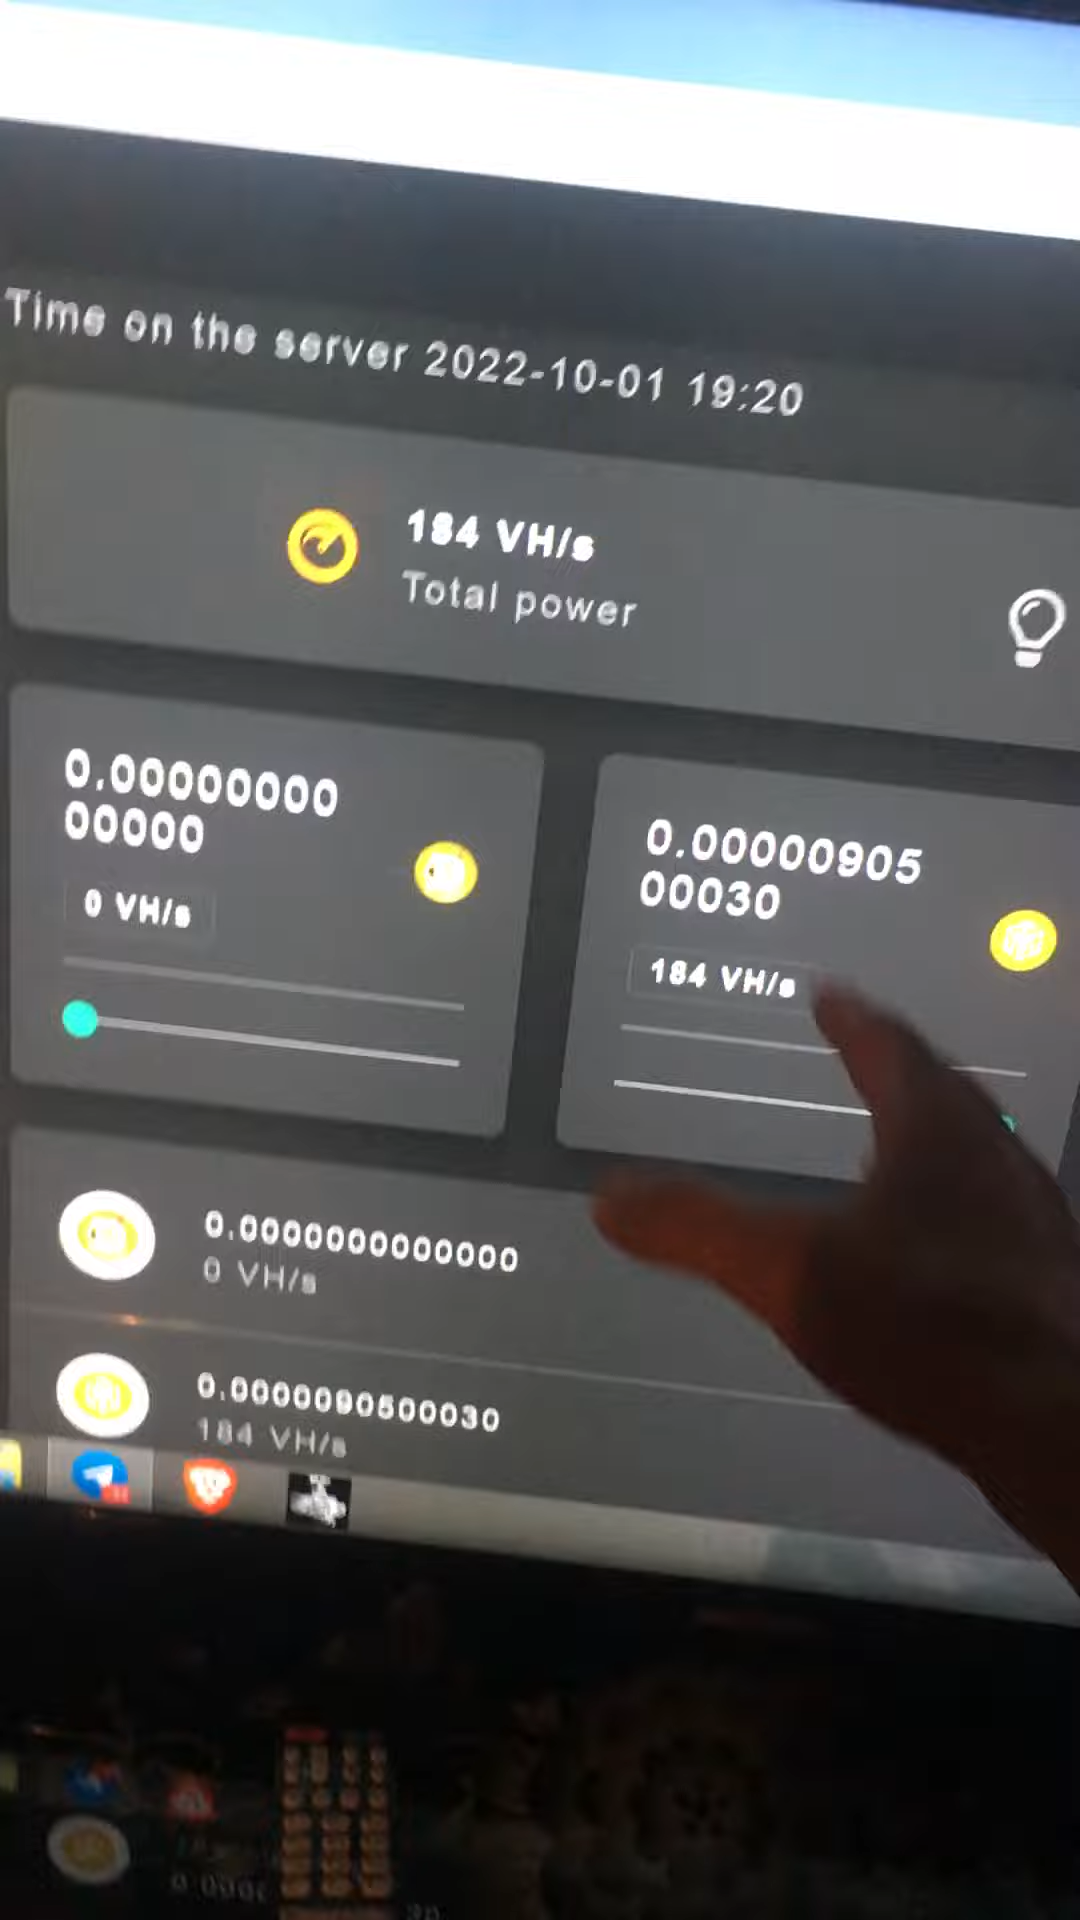 Time on the server 2022-10-01 19:20
184 VH/s
Total power
0.00000000
00000
0 VH/s
0.00000905
00030
184 VH/s
0.0000000000000
0 VH/s
0.0000090500030
184 VH/s